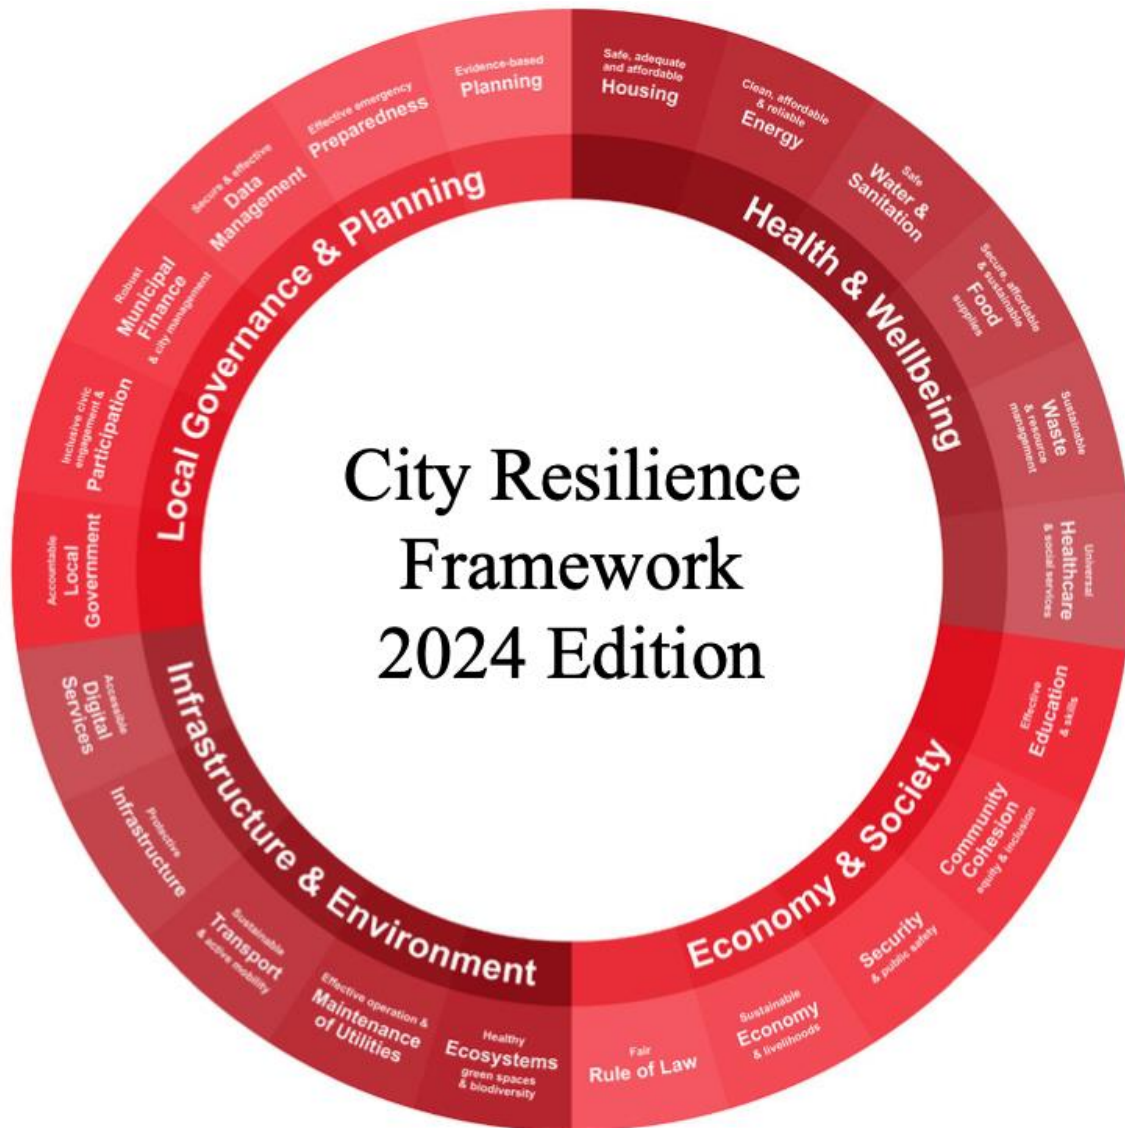 City Resilience
Framework
2024 Edition
Health & Wellbeing
Safe, adequate
and affordable
Housing
Clean, affordable
& reliable
Energy
Safe
Water &
Sanitation
Secure, affordable
& sustainable
Food
supplies
Sustainable
Waste
& resource
management
Universal
Healthcare
& social services
Economy & Society
Effective
Education
& skills
Community
Cohesion
equity & inclusion
Security
& public safety
Sustainable
Economy
& livelihoods
Fair
Rule of Law
Infrastructure & Environment
Healthy
Ecosystems
green spaces
& biodiversity
Effective operation &
Maintenance
of Utilities
Sustainable
Transport
& active mobility
Protective
Infrastructure
Accessible
Digital
Services
Local Governance & Planning
Accountable
Local
Government
Inclusive civic
engagement &
Participation
Robust
Municipal
Finance
& city management
Secure & effective
Data
Management
Effective emergency
Preparedness
Evidence-based
Planning